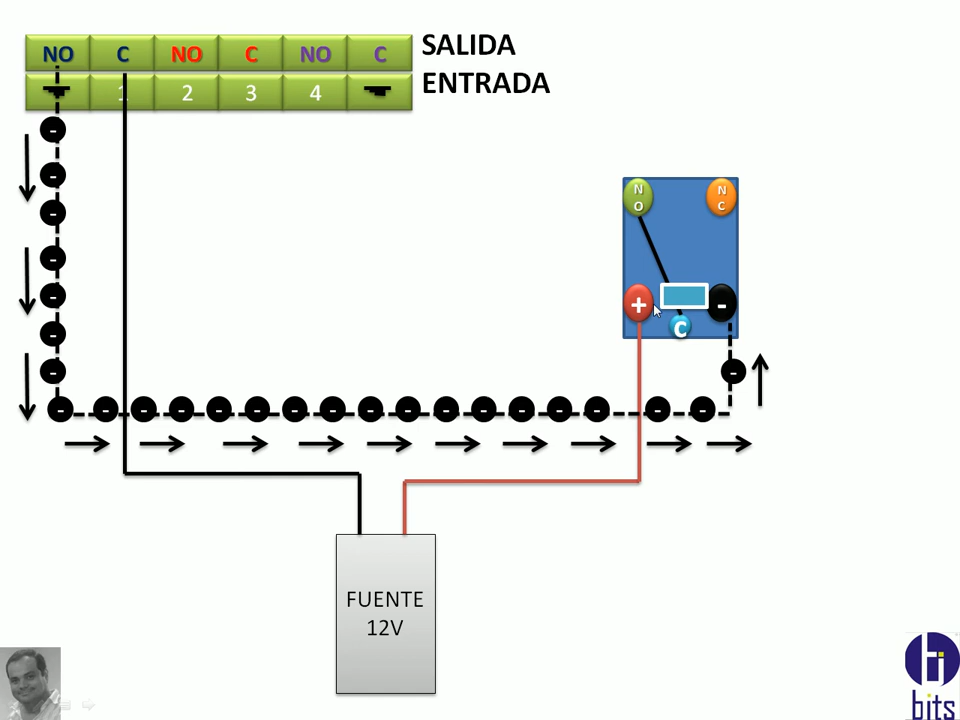 NO C NO C NO C SALIDA
1 2 3 4 ENTRADA
- 
-
-
-
-
-
-
N
O
N
C
+ -
C
-
- - - - - - - - - - - - - - - - -
FUENTE
12V
bits